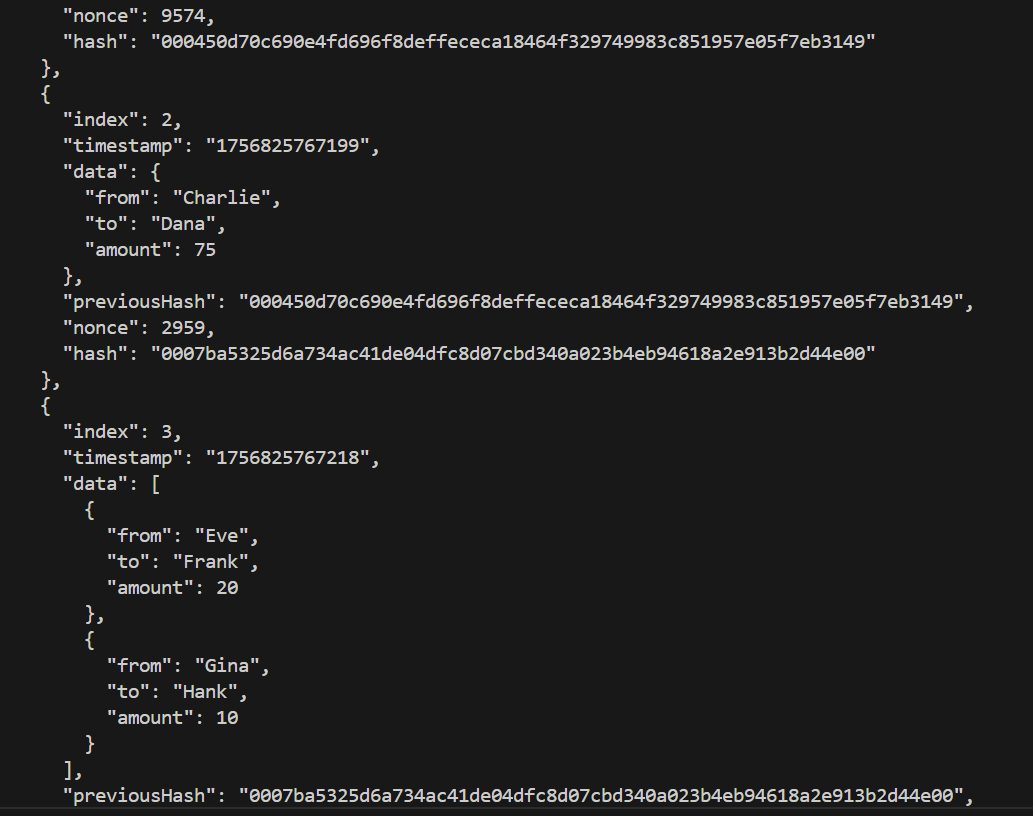 "nonce": 9574,
"hash": "000450d70c690e4fd696f8deffececa18464f329749983c851957e05f7eb3149"
},
{
"index": 2,
"timestamp": "1756825767199",
"data": {
"from": "Charlie",
"to": "Dana",
"amount": 75
},
"previousHash": "000450d70c690e4fd696f8deffececa18464f329749983c851957e05f7eb3149",
"nonce": 2959,
"hash": "0007ba5325d6a734ac41de04dfc8d07cbd340a023b4eb94618a2e913b2d44e00"
},
{
"index": 3,
"timestamp": "1756825767218",
"data": [
{
"from": "Eve",
"to": "Frank",
"amount": 20
},
{
"from": "Gina",
"to": "Hank",
"amount": 10
}
],
"previousHash": "0007ba5325d6a734ac41de04dfc8d07cbd340a023b4eb94618a2e913b2d44e00",